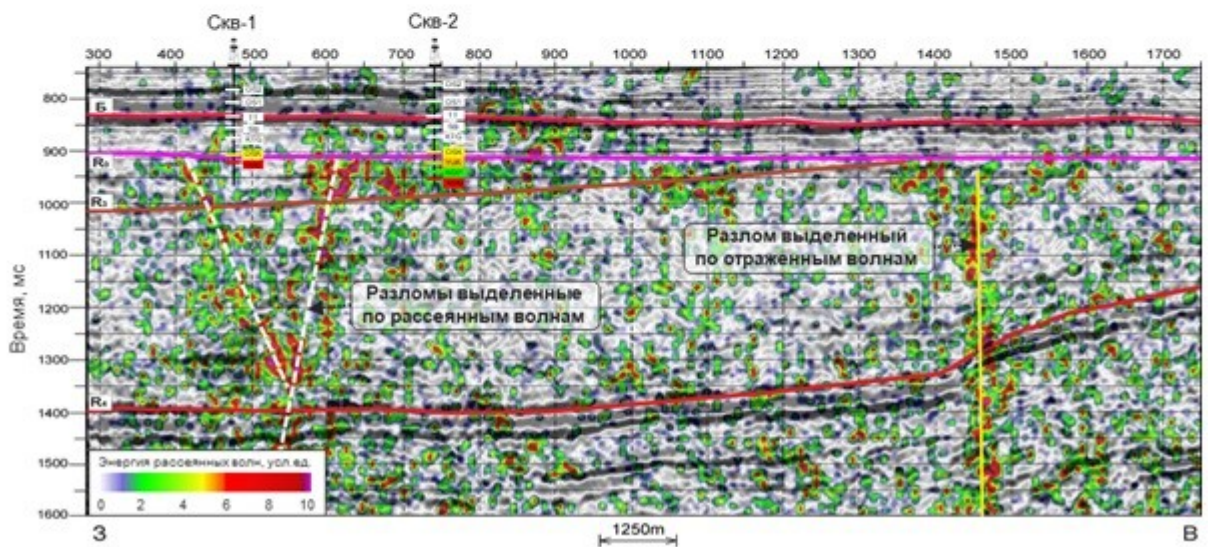 Скв-1 Скв-2
300 400 500 600 700 800 900 1000 1100 1200 1300 1400 1500 1600 1700
800
Б
900
R₀
R₃
1000
Разлом выделенный
по отраженным волнам
1100
Разломы выделенные
по рассеянным волнам
1200
Время, мс
1300
R₄
1400
Энергия рассеянных волн, усл.ед.
0 2 4 6 8 10
1500
1600
З 1250m В